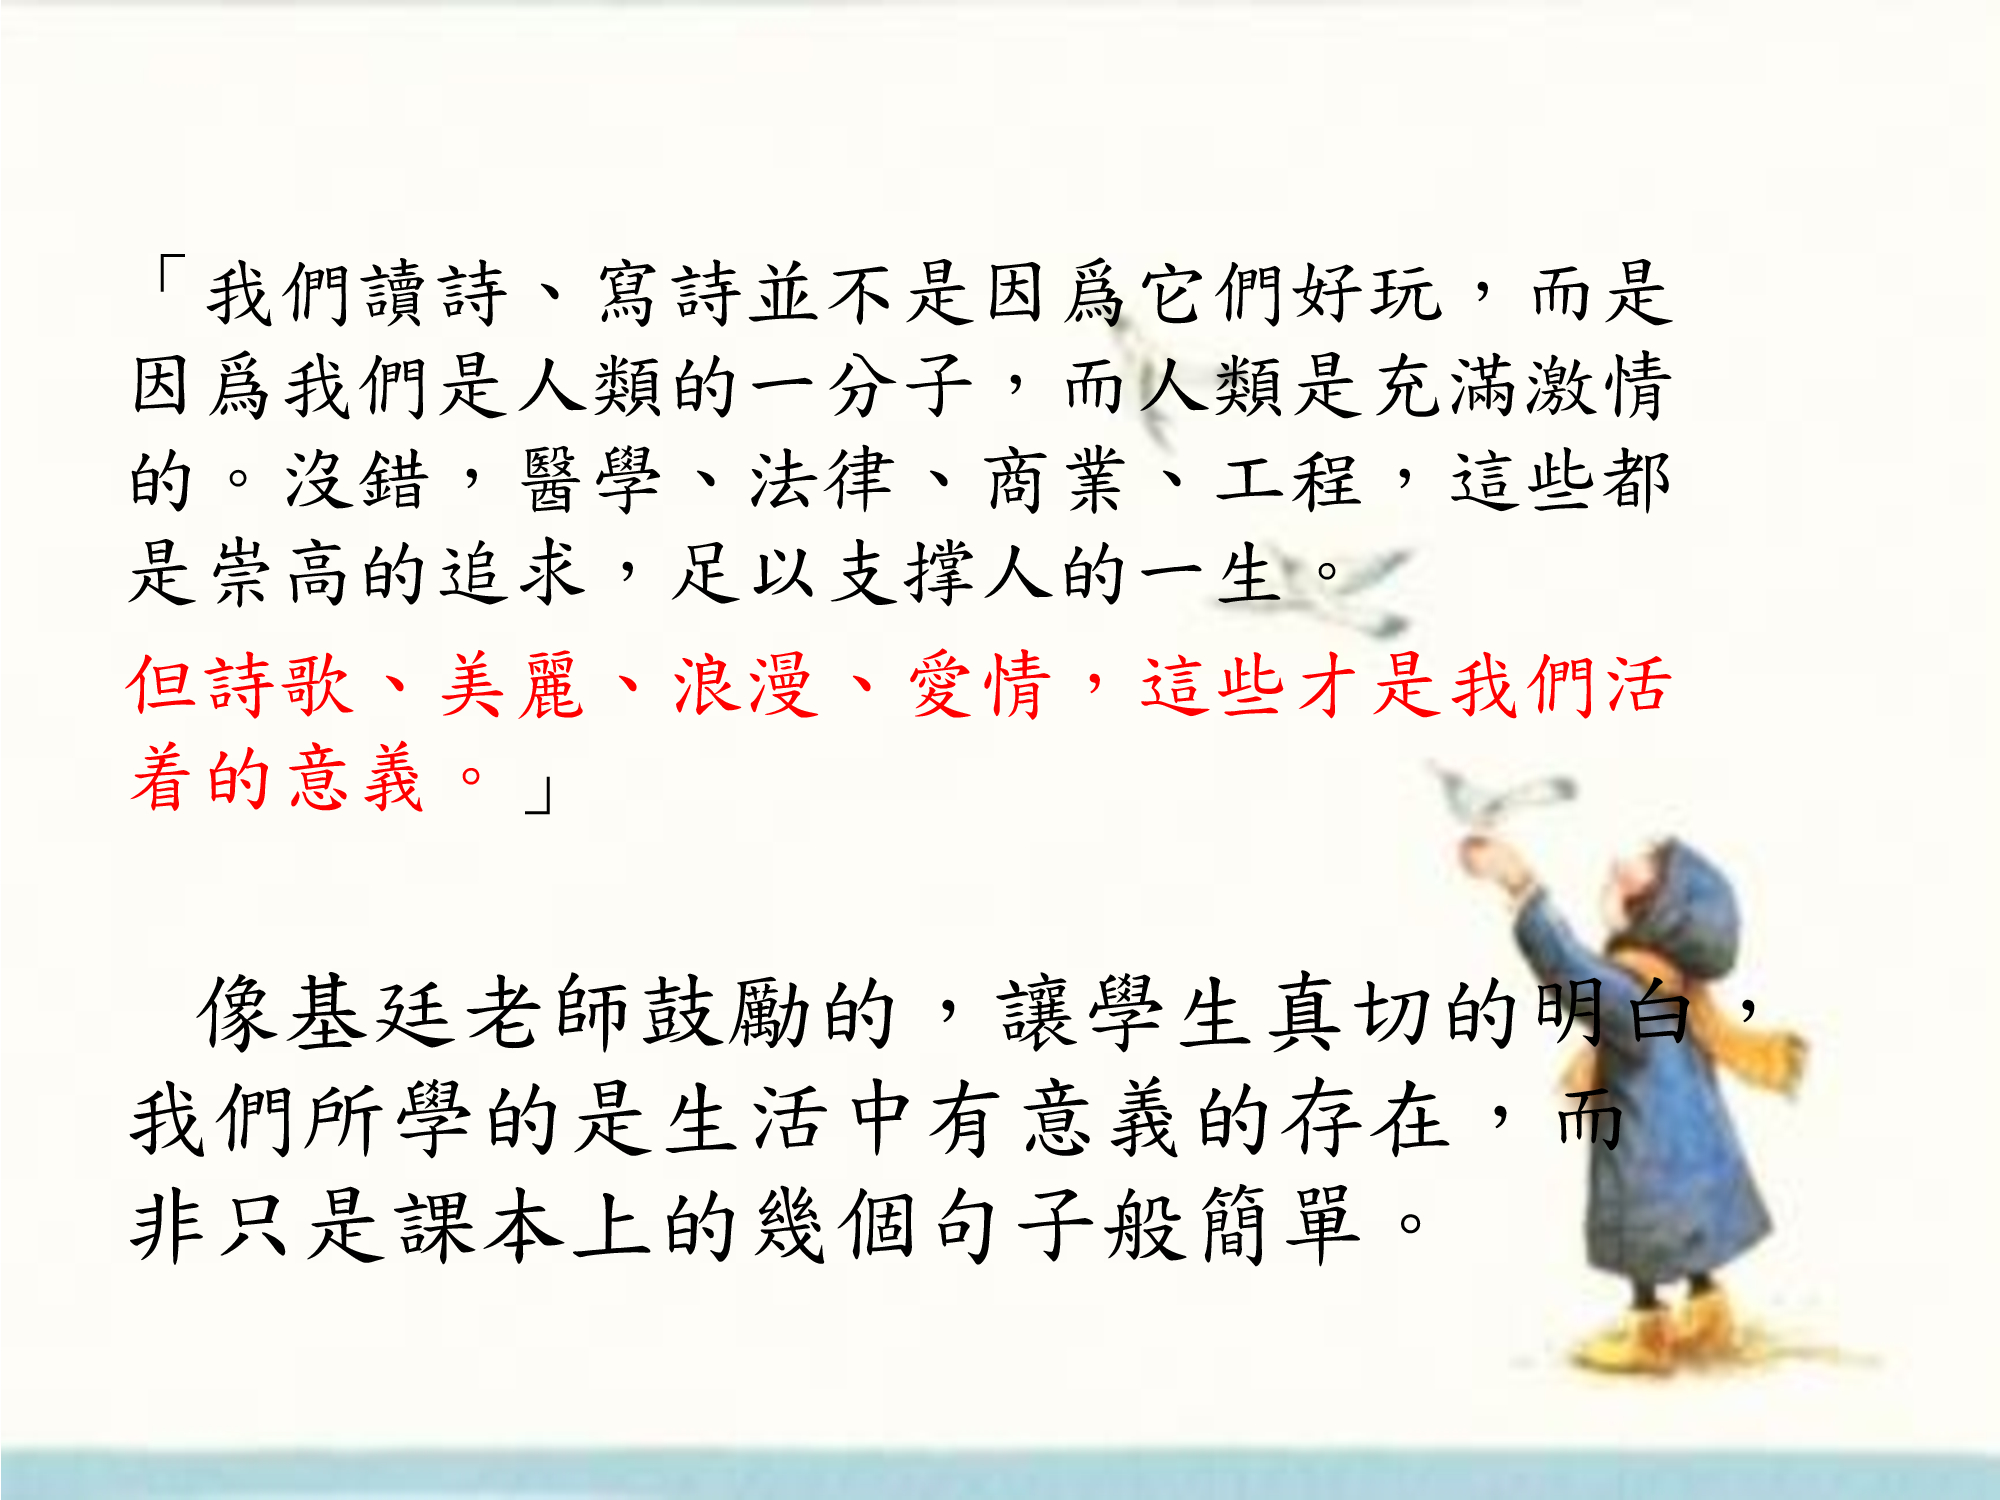 「我們讀詩、寫詩並不是因爲它們好玩，而是
因爲我們是人類的一分子，而人類是充滿激情
的。沒錯，醫學、法律、商業、工程，這些都
是崇高的追求，足以支撐人的一生。
但詩歌、美麗、浪漫、愛情，這些才是我們活
着的意義。」
像基廷老師鼓勵的，讓學生真切的明白，
我們所學的是生活中有意義的存在，而
非只是課本上的幾個句子般簡單。